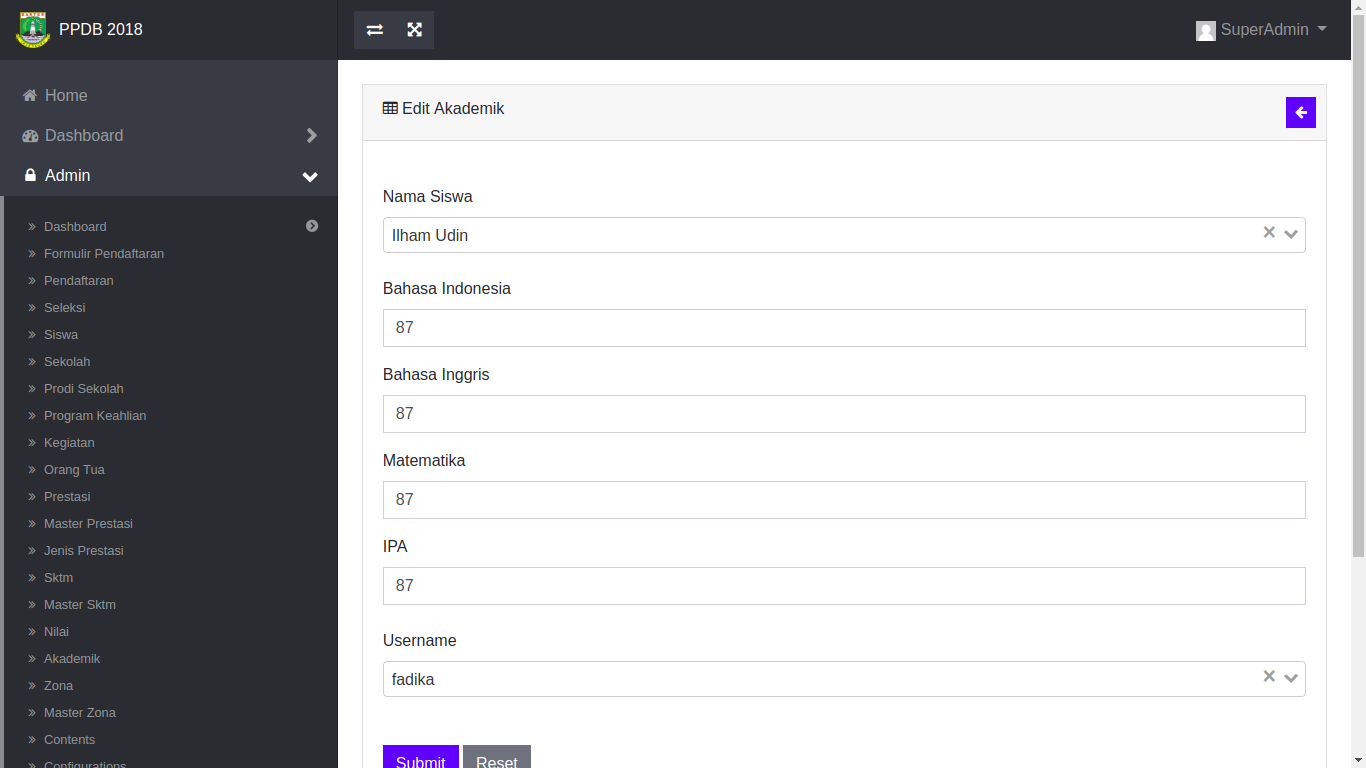 PPDB 2018
SuperAdmin
Home
Dashboard
Admin
Dashboard
Formulir Pendaftaran
Pendaftaran
Seleksi
Siswa
Sekolah
Prodi Sekolah
Program Keahlian
Kegiatan
Orang Tua
Prestasi
Master Prestasi
Jenis Prestasi
Sktm
Master Sktm
Nilai
Akademik
Zona
Master Zona
Contents
Configurations
Edit Akademik
Nama Siswa
Ilham Udin
Bahasa Indonesia
87
Bahasa Inggris
87
Matematika
87
IPA
87
Username
fadika
Submit Reset